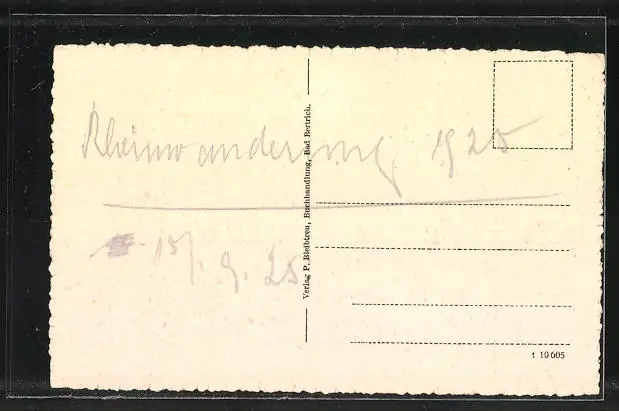 Rheinwanderung 1925
15/. 9. 25
Verlag P. Bleibtreu, Buchhandlung, Bad Bertrich.
t 10605